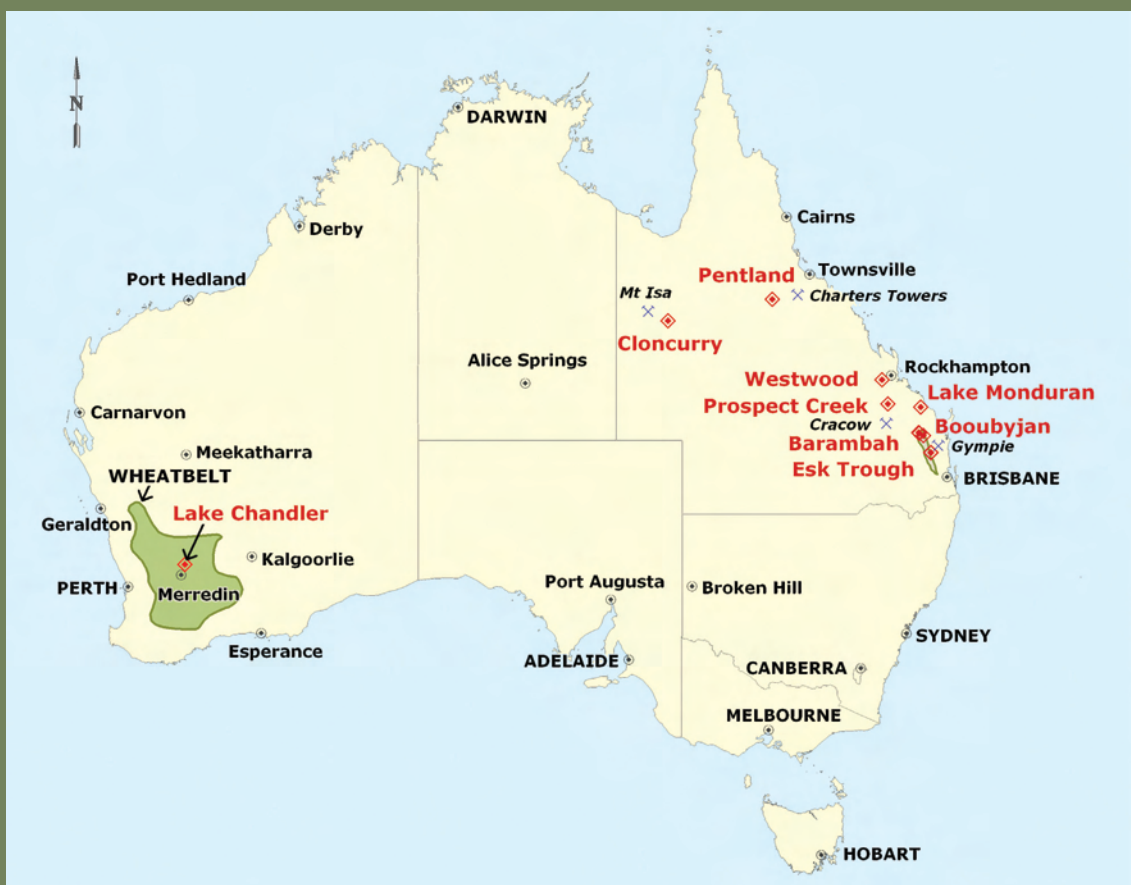 N
DARWIN
Cairns
Derby
Townsville
Pentland
Port Hedland
Mt Isa
Charters Towers
Cloncurry
Alice Springs
Rockhampton
Westwood
Lake Monduran
Prospect Creek
Carnarvon
Cracow
Booubyjan
Barambah
Gympie
Meekatharra
Esk Trough
WHEATBELT
BRISBANE
Lake Chandler
Geraldton
Kalgoorlie
Port Augusta
PERTH
Broken Hill
Merredin
SYDNEY
Esperance
ADELAIDE
CANBERRA
MELBOURNE
HOBART